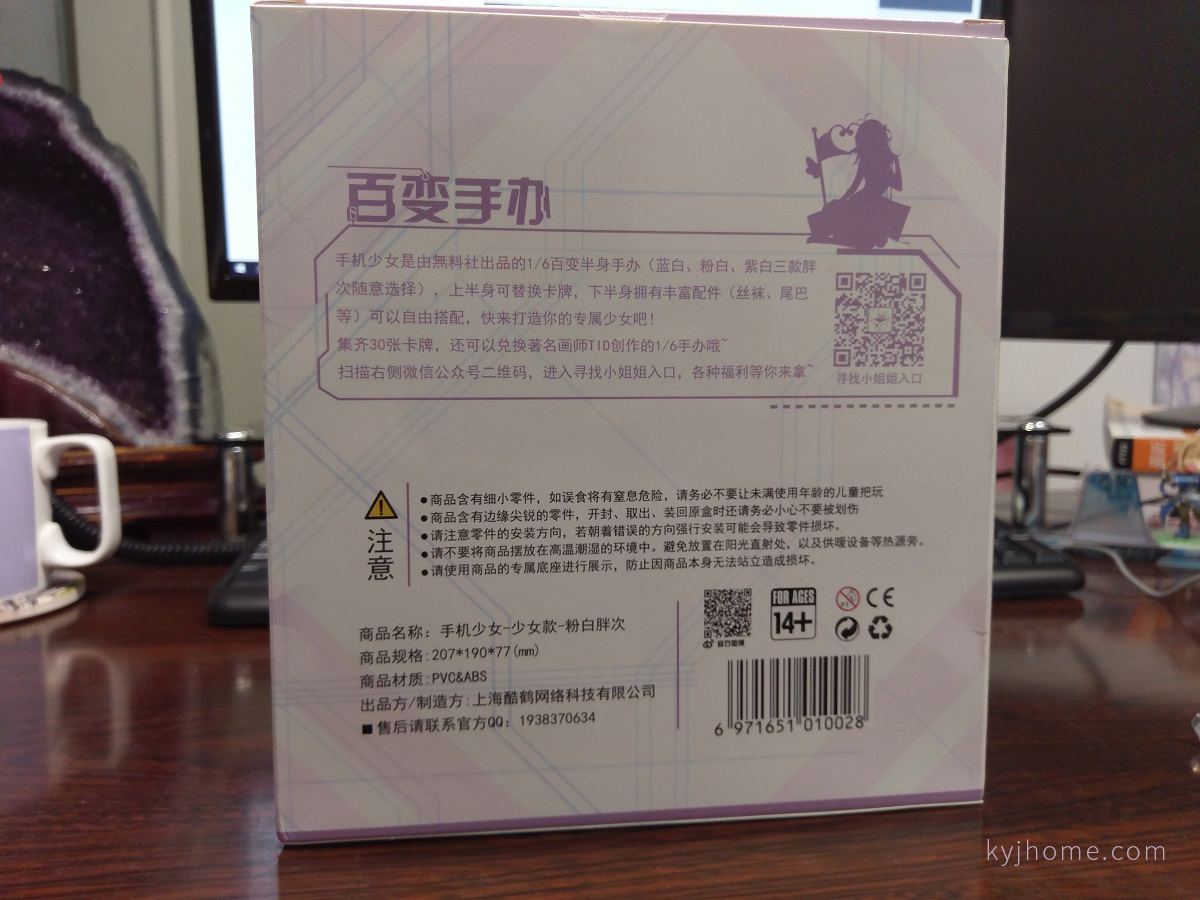 百变手办
手机少女是由無料社出品的1/6百变半身手办（蓝白、粉白、紫白三款胖
次随意选择），上半身可替换卡牌，下半身拥有丰富配件（丝袜、尾巴
等）可以自由搭配，快来打造你的专属少女吧！
集齐30张卡牌，还可以兑换著名画师TID创作的1/6手办哦~
扫描右侧微信公众号二维码，进入寻找小姐姐入口，各种福利等你来拿~
寻找小姐姐入口
注意
●商品含有细小零件，如误食将有窒息危险，请务必不要让未满使用年龄的儿童把玩
●商品含有边缘尖锐的零件，开封、取出、装回原盒时还请务必小心不要被划伤
●请注意零件的安装方向，若朝着错误的方向强行安装可能会导致零件损坏。
●请不要将商品摆放在高温潮湿的环境中。避免放置在阳光直射处，以及供暖设备等热源旁。
●请使用商品的专属底座进行展示，防止因商品本身无法站立造成损坏。
商品名称：手机少女-少女款-粉白胖次
商品规格:207*190*77(mm)
商品材质:PVC&ABS
出品方/制造方:上海酷鹤网络科技有限公司
■售后请联系官方QQ：1938370634
官方微博
FOR AGES
14+
0-3
CE
6 971651 010028
kyjhome.com